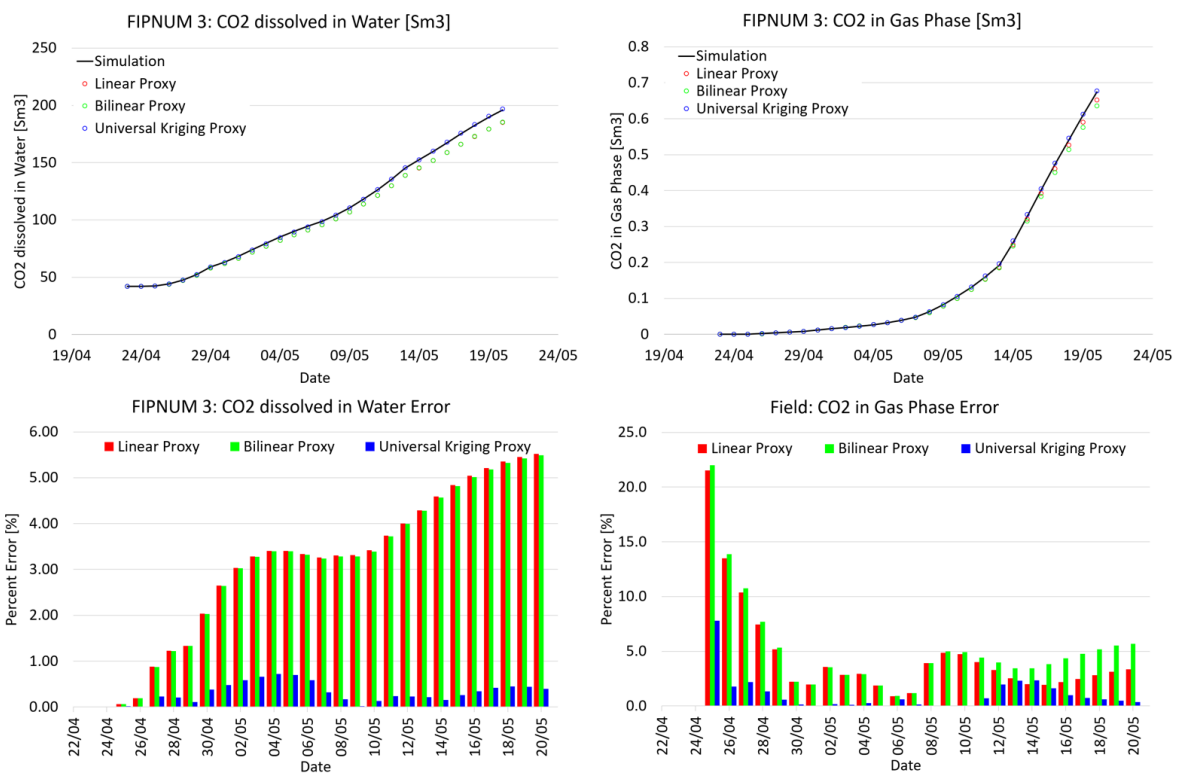 FIPNUM 3: CO2 dissolved in Water [Sm3]
CO2 dissolved in Water [Sm3]
250
200
150
100
50
0
Simulation
Linear Proxy
Bilinear Proxy
Universal Kriging Proxy
19/04 24/04 29/04 04/05 09/05 14/05 19/05 24/05
Date
FIPNUM 3: CO2 in Gas Phase [Sm3]
CO2 in Gas Phase [Sm3]
0.8
0.7
0.6
0.5
0.4
0.3
0.2
0.1
0
Simulation
Linear Proxy
Bilinear Proxy
Universal Kriging Proxy
19/04 24/04 29/04 04/05 09/05 14/05 19/05 24/05
Date
FIPNUM 3: CO2 dissolved in Water Error
Percent Error [%]
6.00
5.00
4.00
3.00
2.00
1.00
0.00
Linear Proxy Bilinear Proxy Universal Kriging Proxy
22/04 24/04 26/04 28/04 30/04 02/05 04/05 06/05 08/05 10/05 12/05 14/05 16/05 18/05 20/05
Date
Field: CO2 in Gas Phase Error
Percent Error [%]
25.0
20.0
15.0
10.0
5.0
0.0
Linear Proxy Bilinear Proxy Universal Kriging Proxy
22/04 24/04 26/04 28/04 30/04 02/05 04/05 06/05 08/05 10/05 12/05 14/05 16/05 18/05 20/05
Date